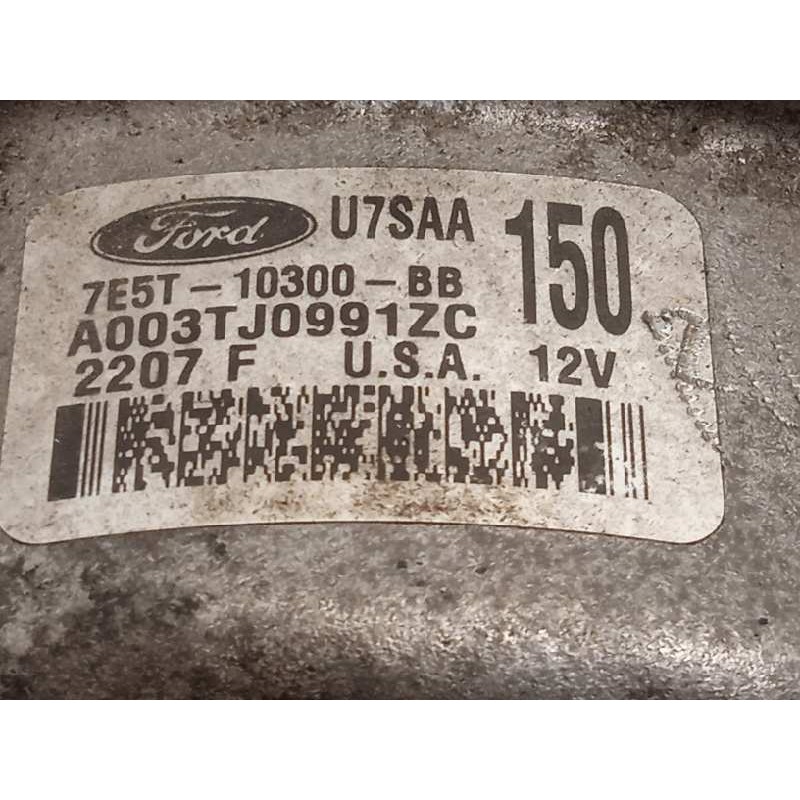 Ford U7SAA 150
7E5T-10300-BB
A003TJ0991ZC
2207 F U.S.A. 12V